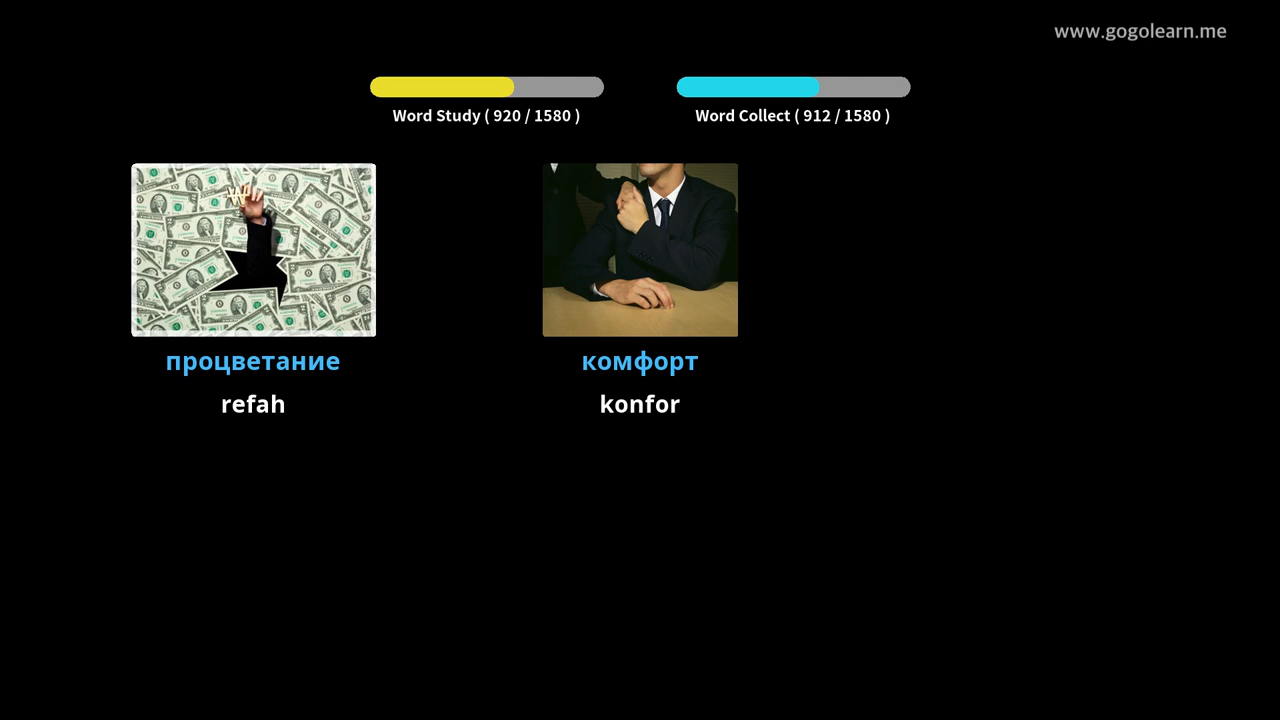 www.gogolearn.me
Word Study ( 920 / 1580 )
Word Collect ( 912 / 1580 )
процветание
комфорт
refah
konfor